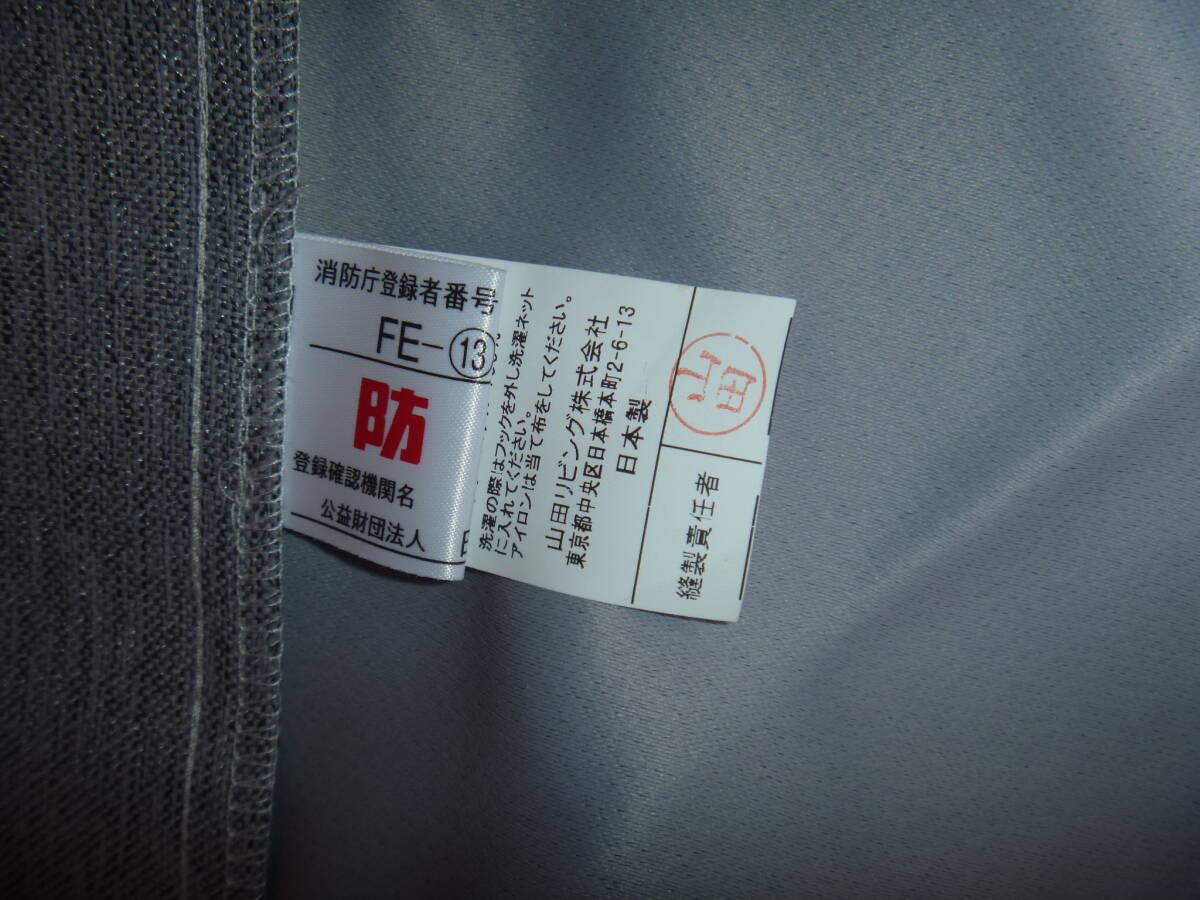 消防庁登録者番号
FE-⑬
防
登録確認機関名
公益財団法人
洗濯の際はフックを外し洗濯ネット
に入れてください。
アイロンは当て布をしてください。
山田リビング株式会社
東京都中央区日本橋本町2-6-13
日本製
縫製責任者
山田